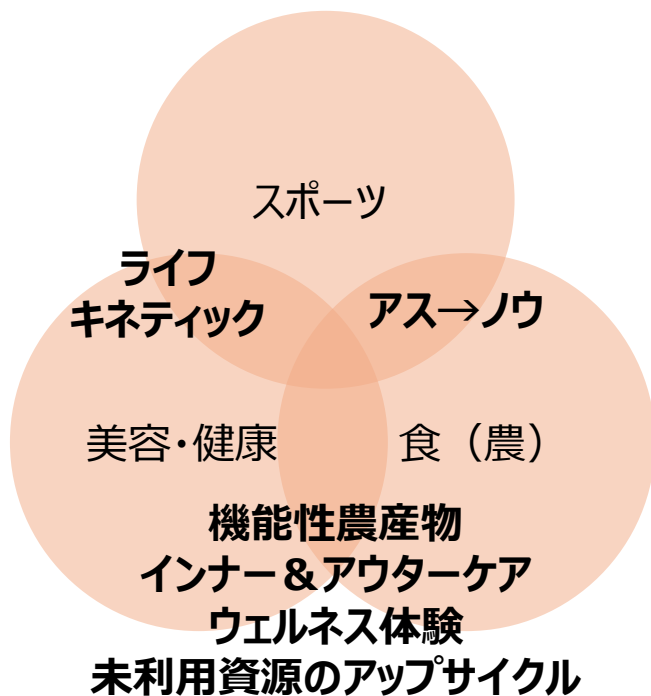 スポーツ
ライフ
キネティック
アス→ノウ
美容・健康
食（農）
機能性農産物
インナー＆アウターケア
ウェルネス体験
未利用資源のアップサイクル